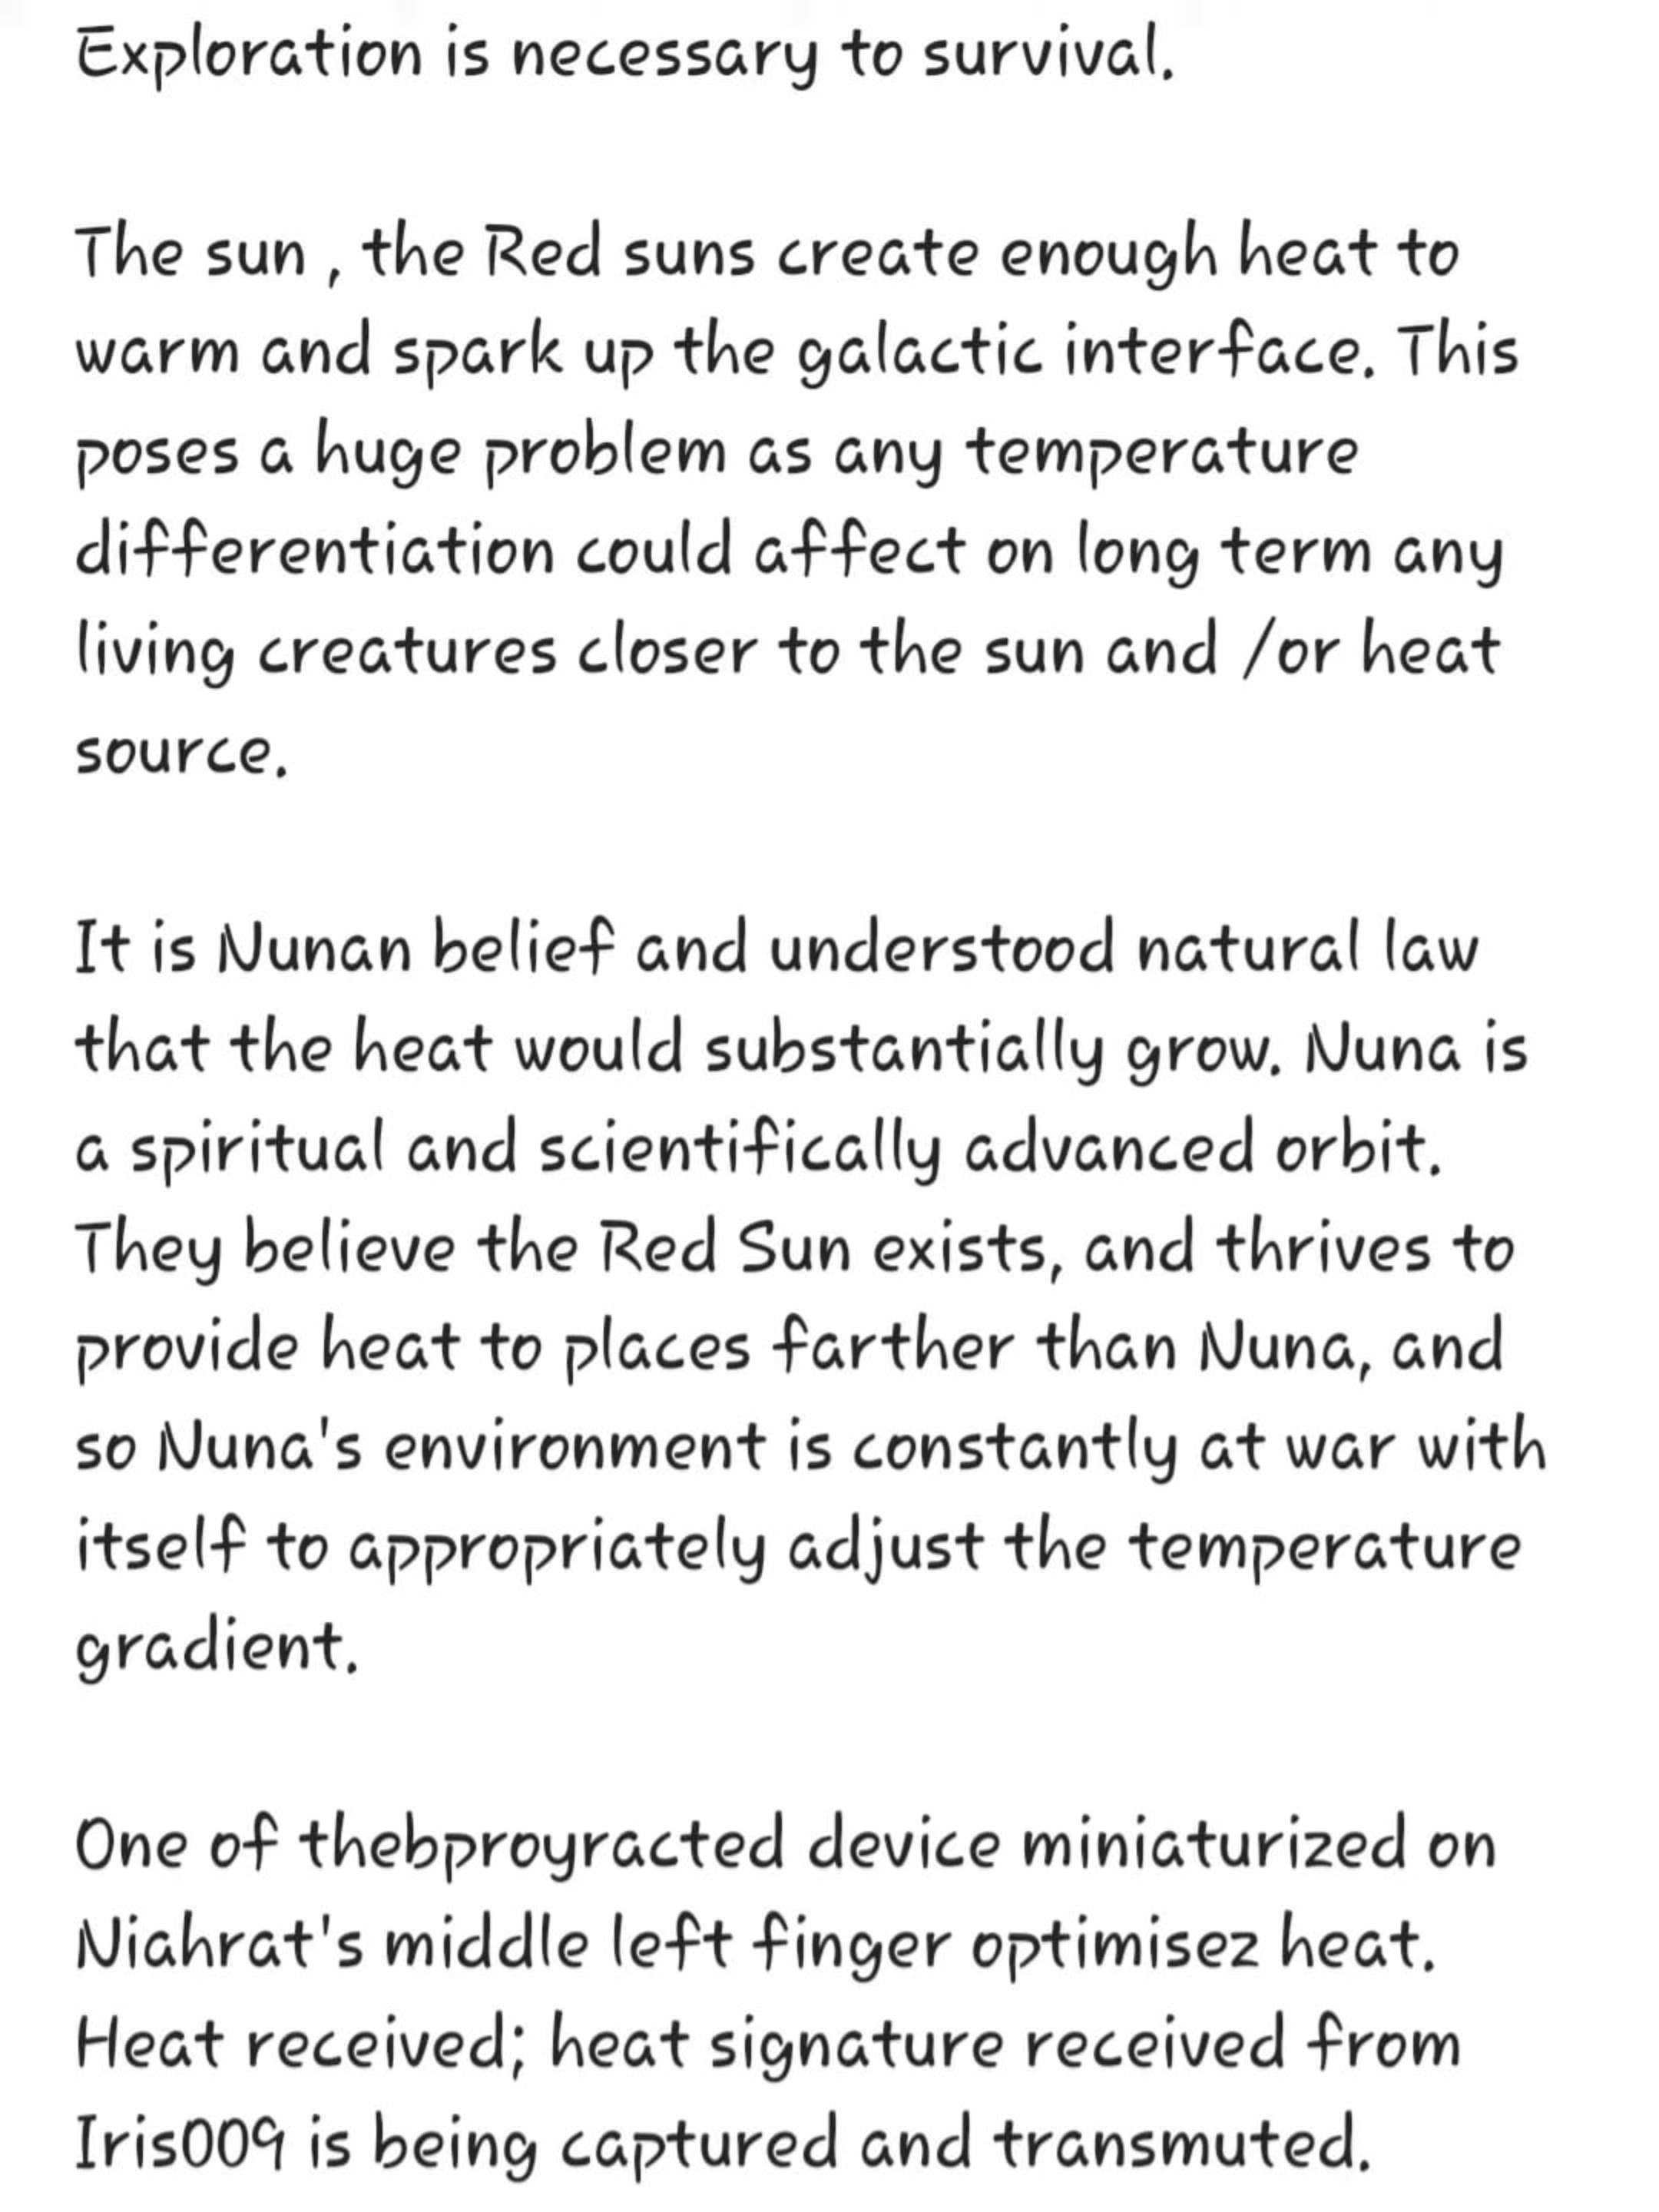 Exploration is necessary to survival.
The sun , the Red suns create enough heat to
warm and spark up the galactic interface. This
poses a huge problem as any temperature
differentiation could affect on long term any
living creatures closer to the sun and /or heat
source.
It is Nunan belief and understood natural law
that the heat would substantially grow. Nuna is
a spiritual and scientifically advanced orbit.
They believe the Red Sun exists, and thrives to
provide heat to places farther than Nuna, and
so Nuna's environment is constantly at war with
itself to appropriately adjust the temperature
gradient.
One of thebproyracted device miniaturized on
Niahrat's middle left finger optimisez heat.
Heat received; heat signature received from
Iris009 is being captured and transmuted.